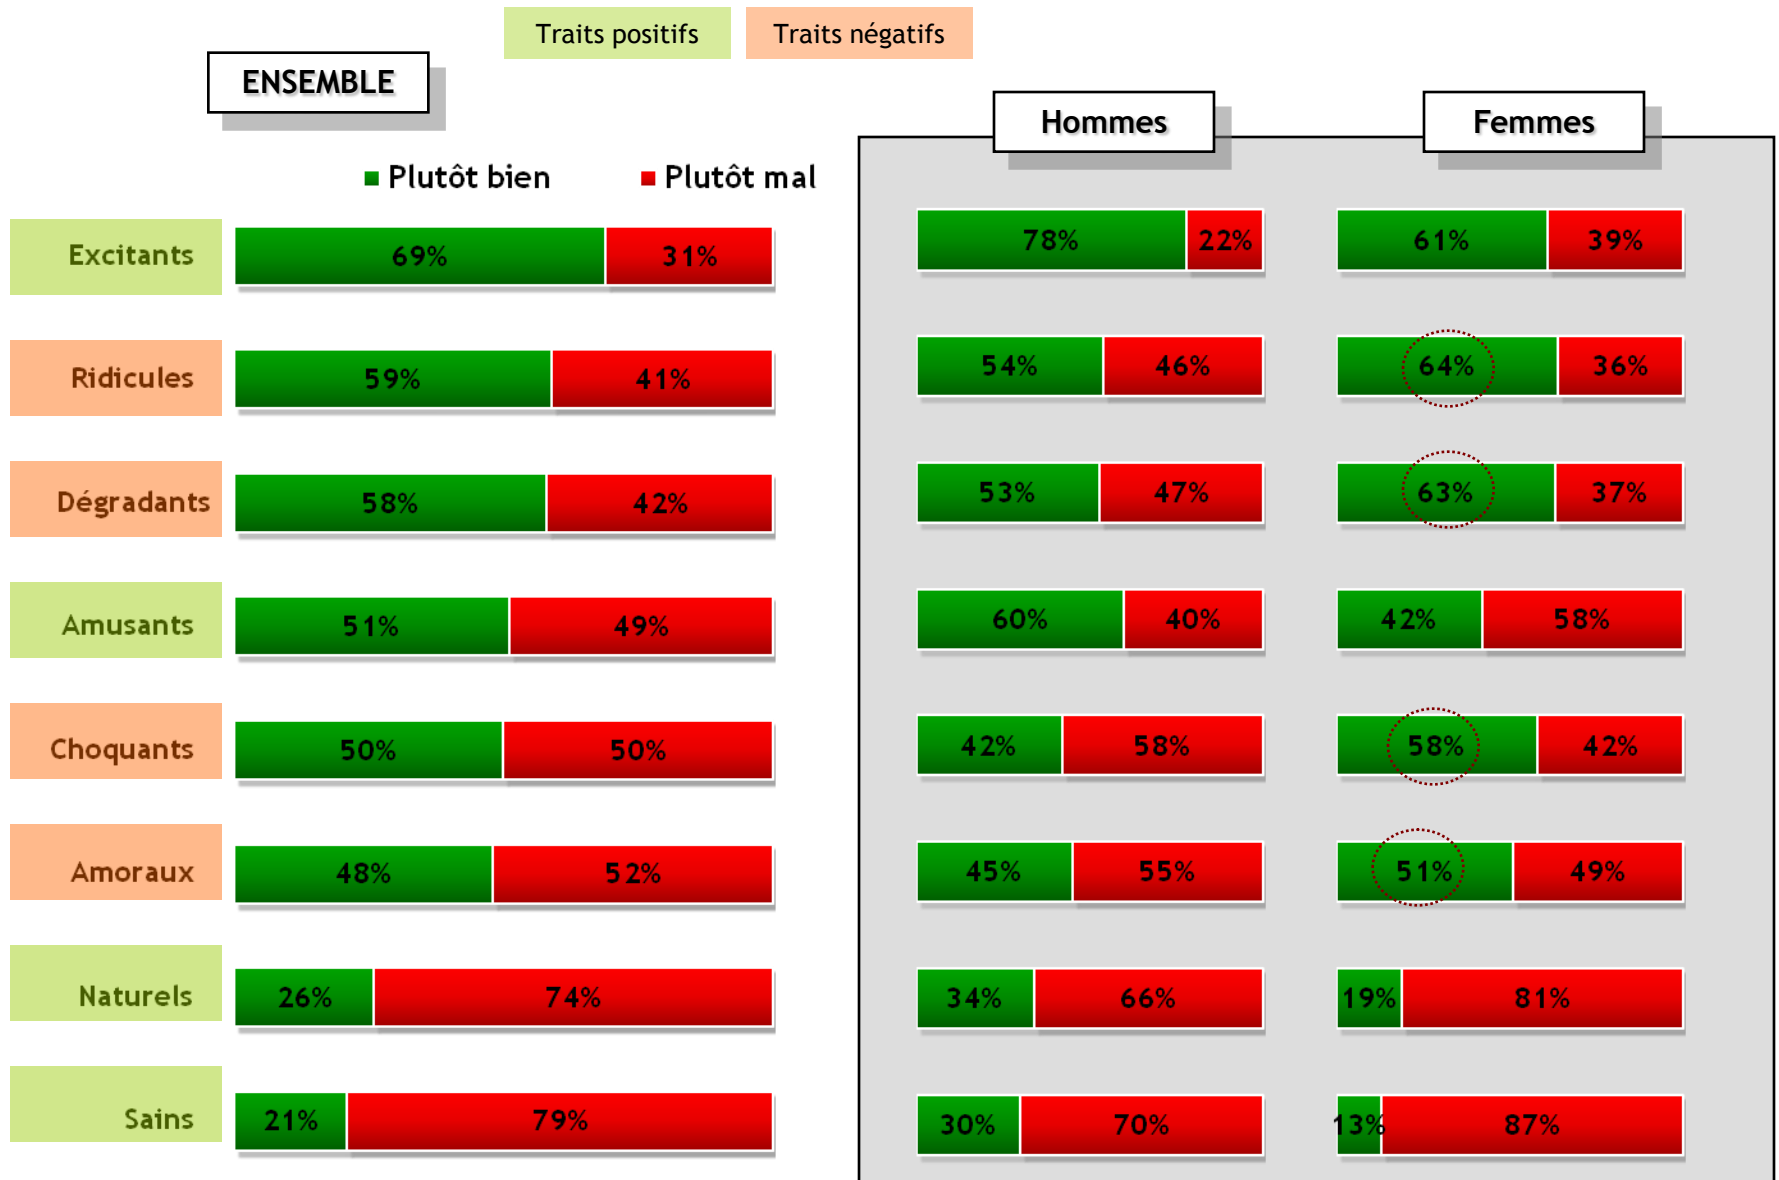 Traits positifs Traits négatifs
ENSEMBLE
Hommes Femmes
Plutôt bien Plutôt mal
Excitants 69% 31% 78% 22% 61% 39%
Ridicules 59% 41% 54% 46% 64% 36%
Dégradants 58% 42% 53% 47% 63% 37%
Amusants 51% 49% 60% 40% 42% 58%
Choquants 50% 50% 42% 58% 58% 42%
Amoraux 48% 52% 45% 55% 51% 49%
Naturels 26% 74% 34% 66% 19% 81%
Sains 21% 79% 30% 70% 13% 87%